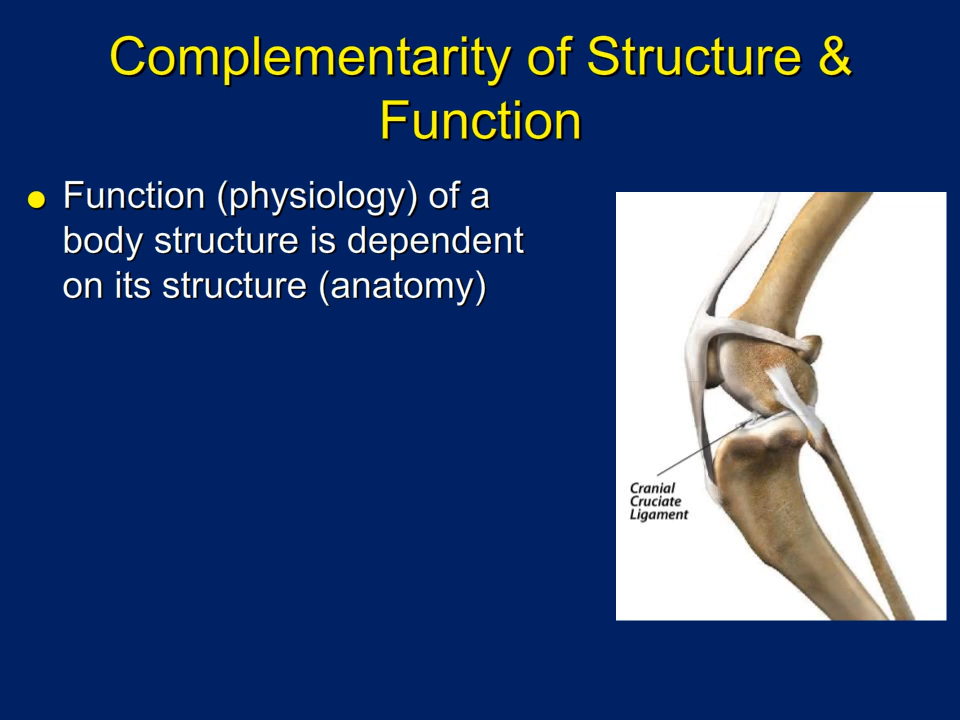 Complementarity of Structure &
Function
Function (physiology) of a
body structure is dependent
on its structure (anatomy)
Cranial
Cruciate
Ligament